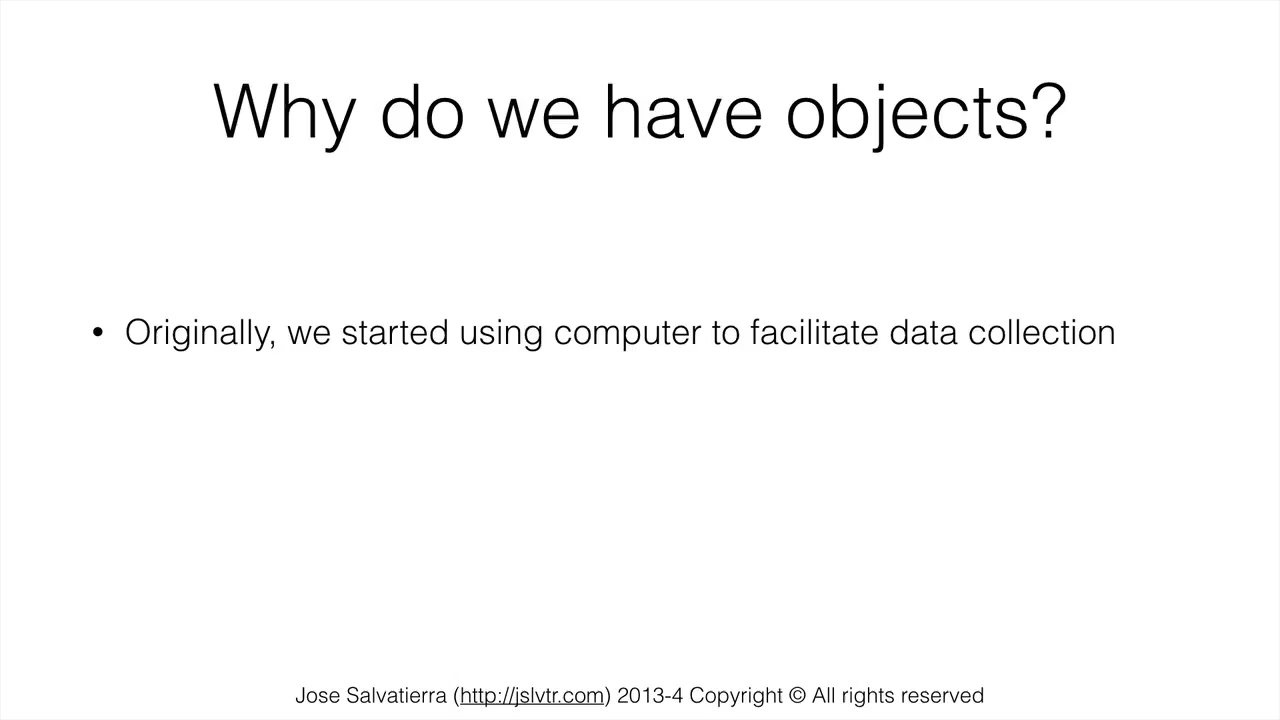 Why do we have objects?
• Originally, we started using computer to facilitate data collection
Jose Salvatierra (http://jslvtr.com) 2013-4 Copyright © All rights reserved